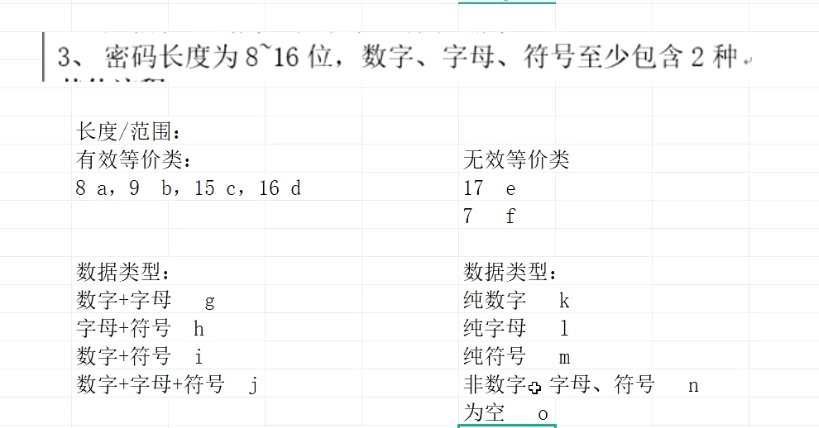 3、 密码长度为 8~16 位，数字、字母、符号至少包含 2 种
长度/范围：
有效等价类：
8 a, 9 b, 15 c, 16 d
无效等价类
17 e
7 f
数据类型：
数字+字母 g
字母+符号 h
数字+符号 i
数字+字母+符号 j
数据类型：
纯数字 k
纯字母 l
纯符号 m
非数字 字母、符号 n
为空 o